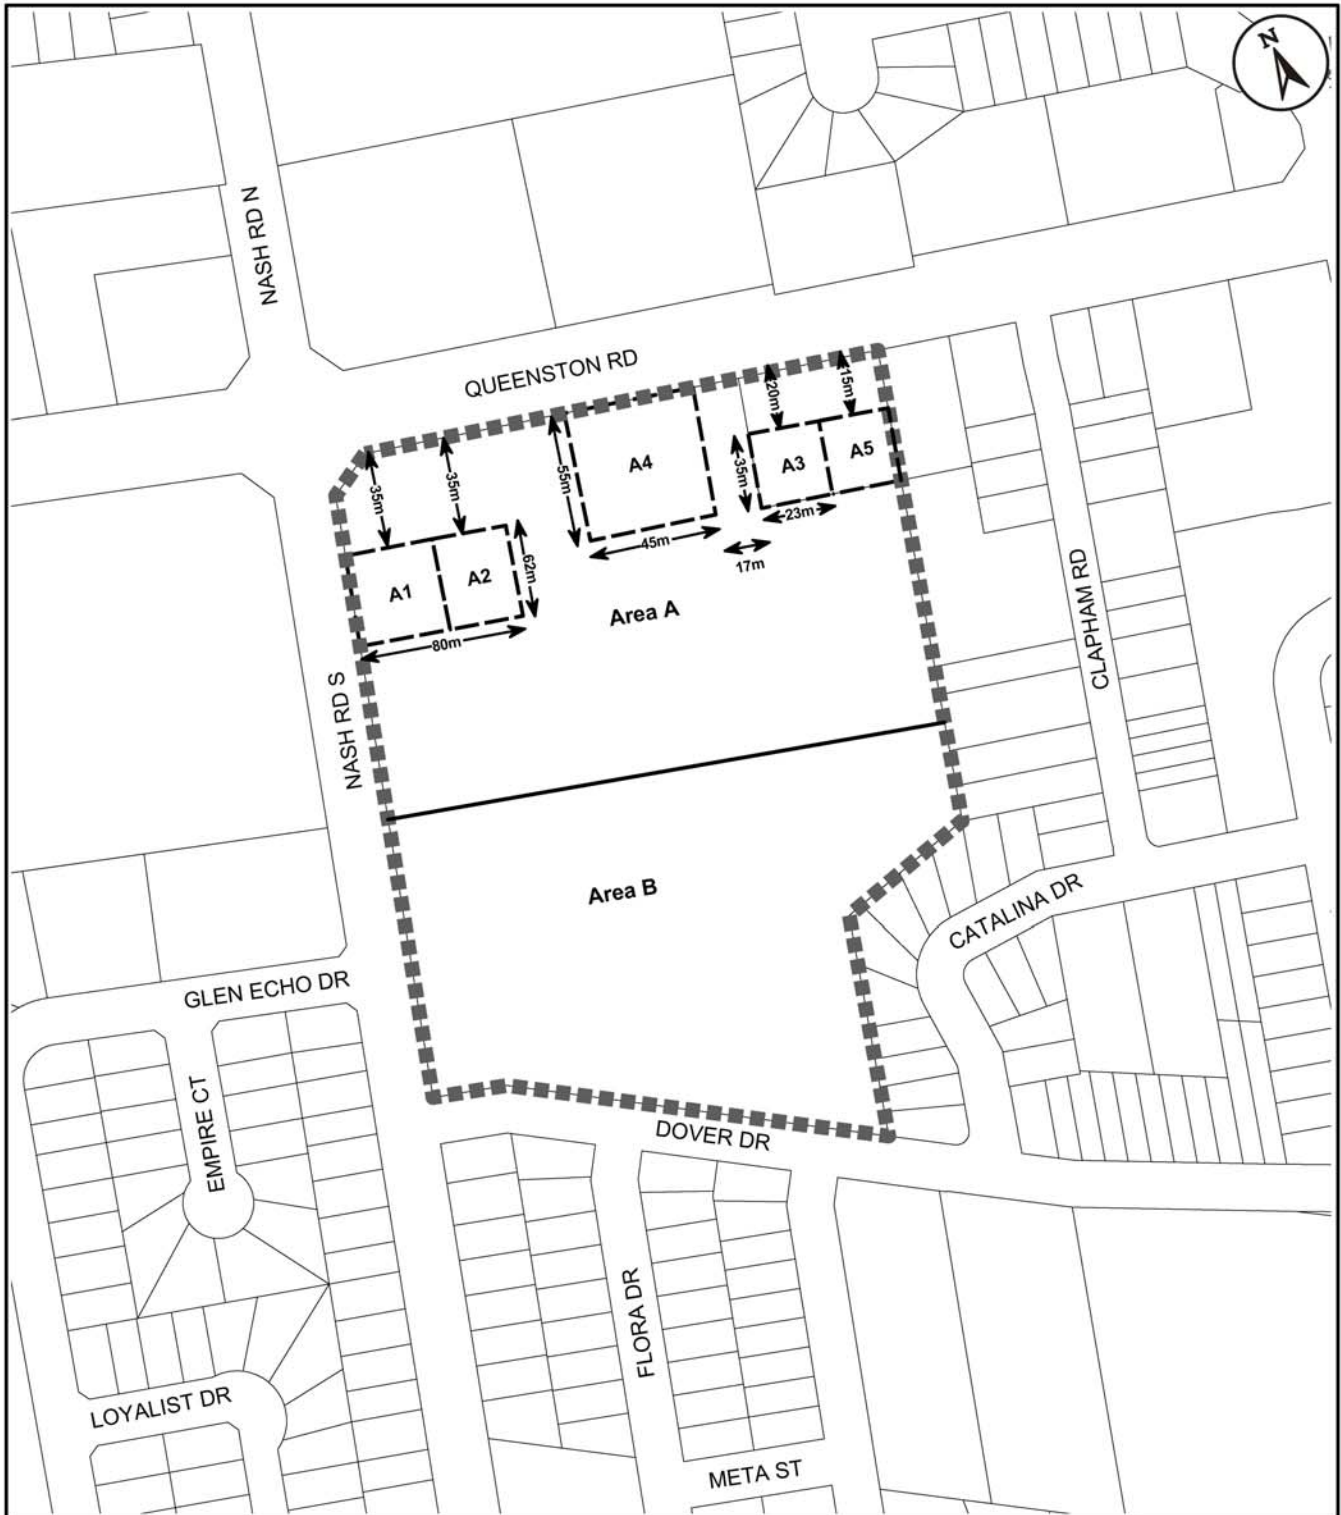 N
NASH RD N
QUEENSTON RD
20m
15m
A4
A3
A5
35m
35m
55m
35m
23m
45m
17m
A1
A2
62m
80m
Area A
CLAPHAM RD
NASH RD S
Area B
CATALINA DR
GLEN ECHO DR
EMPIRE CT
DOVER DR
FLORA DR
LOYALIST DR
META ST